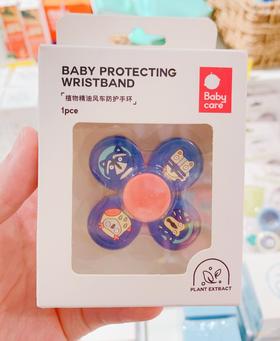 BABY PROTECTING
WRISTBAND
植物精油风车防护手环
1pce
Baby
care
PLANT EXTRACT